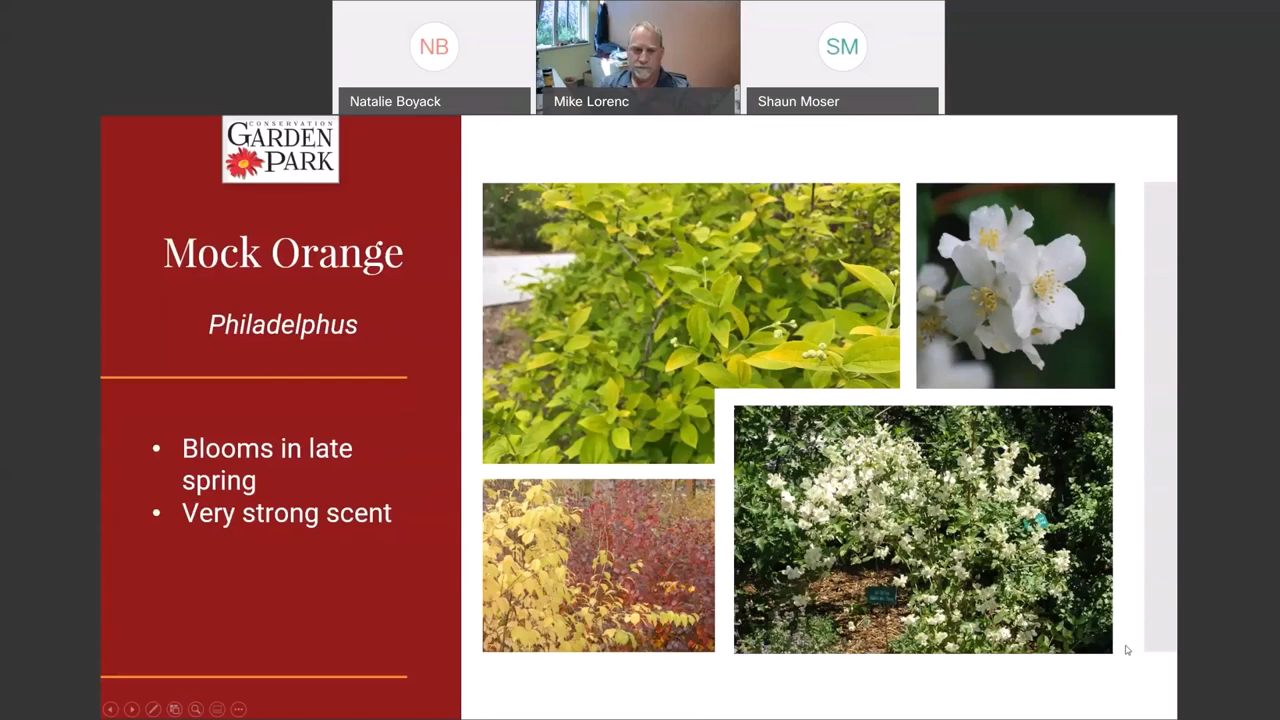 NB
SM
Natalie Boyack
Mike Lorenc
Shaun Moser
CONSERVATION
GARDEN
PARK
Mock Orange
Philadelphus
• Blooms in late
spring
• Very strong scent